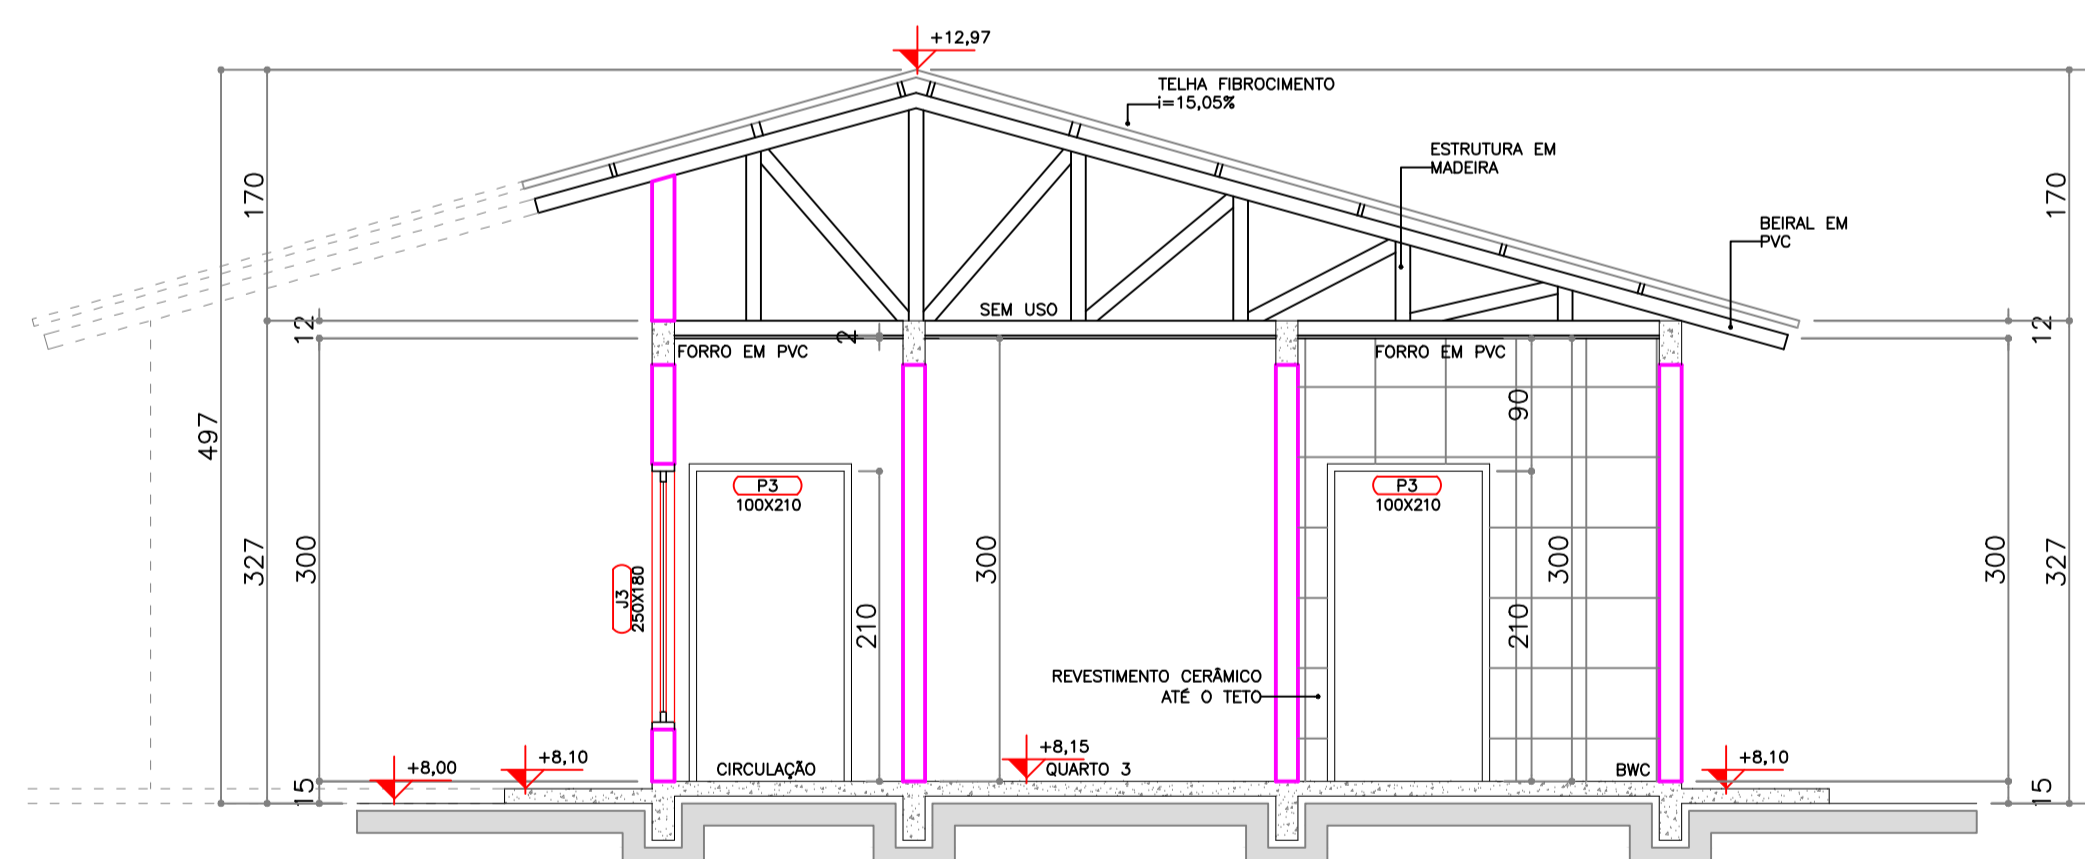 +12,97
TELHA FIBROCIMENTO
i=15,05%
ESTRUTURA EM
MADEIRA
BEIRAL EM
PVC
170
170
SEM USO
12
2
12
FORRO EM PVC
FORRO EM PVC
90
497
327
300
300
300
300
327
P3
100X210
P3
100X210
J3
250X180
210
210
REVESTIMENTO CERÂMICO
ATÉ O TETO
+8,00
+8,10
CIRCULAÇÃO
+8,15
QUARTO 3
BWC
+8,10
15
15